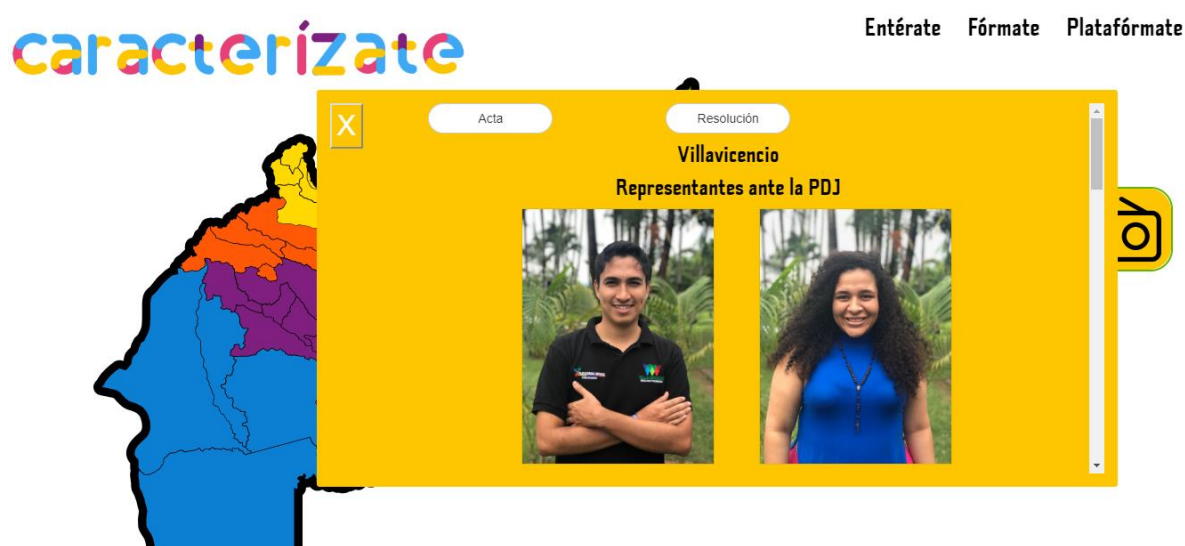 caracterízate
Entérate Fórmate Platafórmate
X
Acta Resolución
Villavicencio
Representantes ante la PDJ